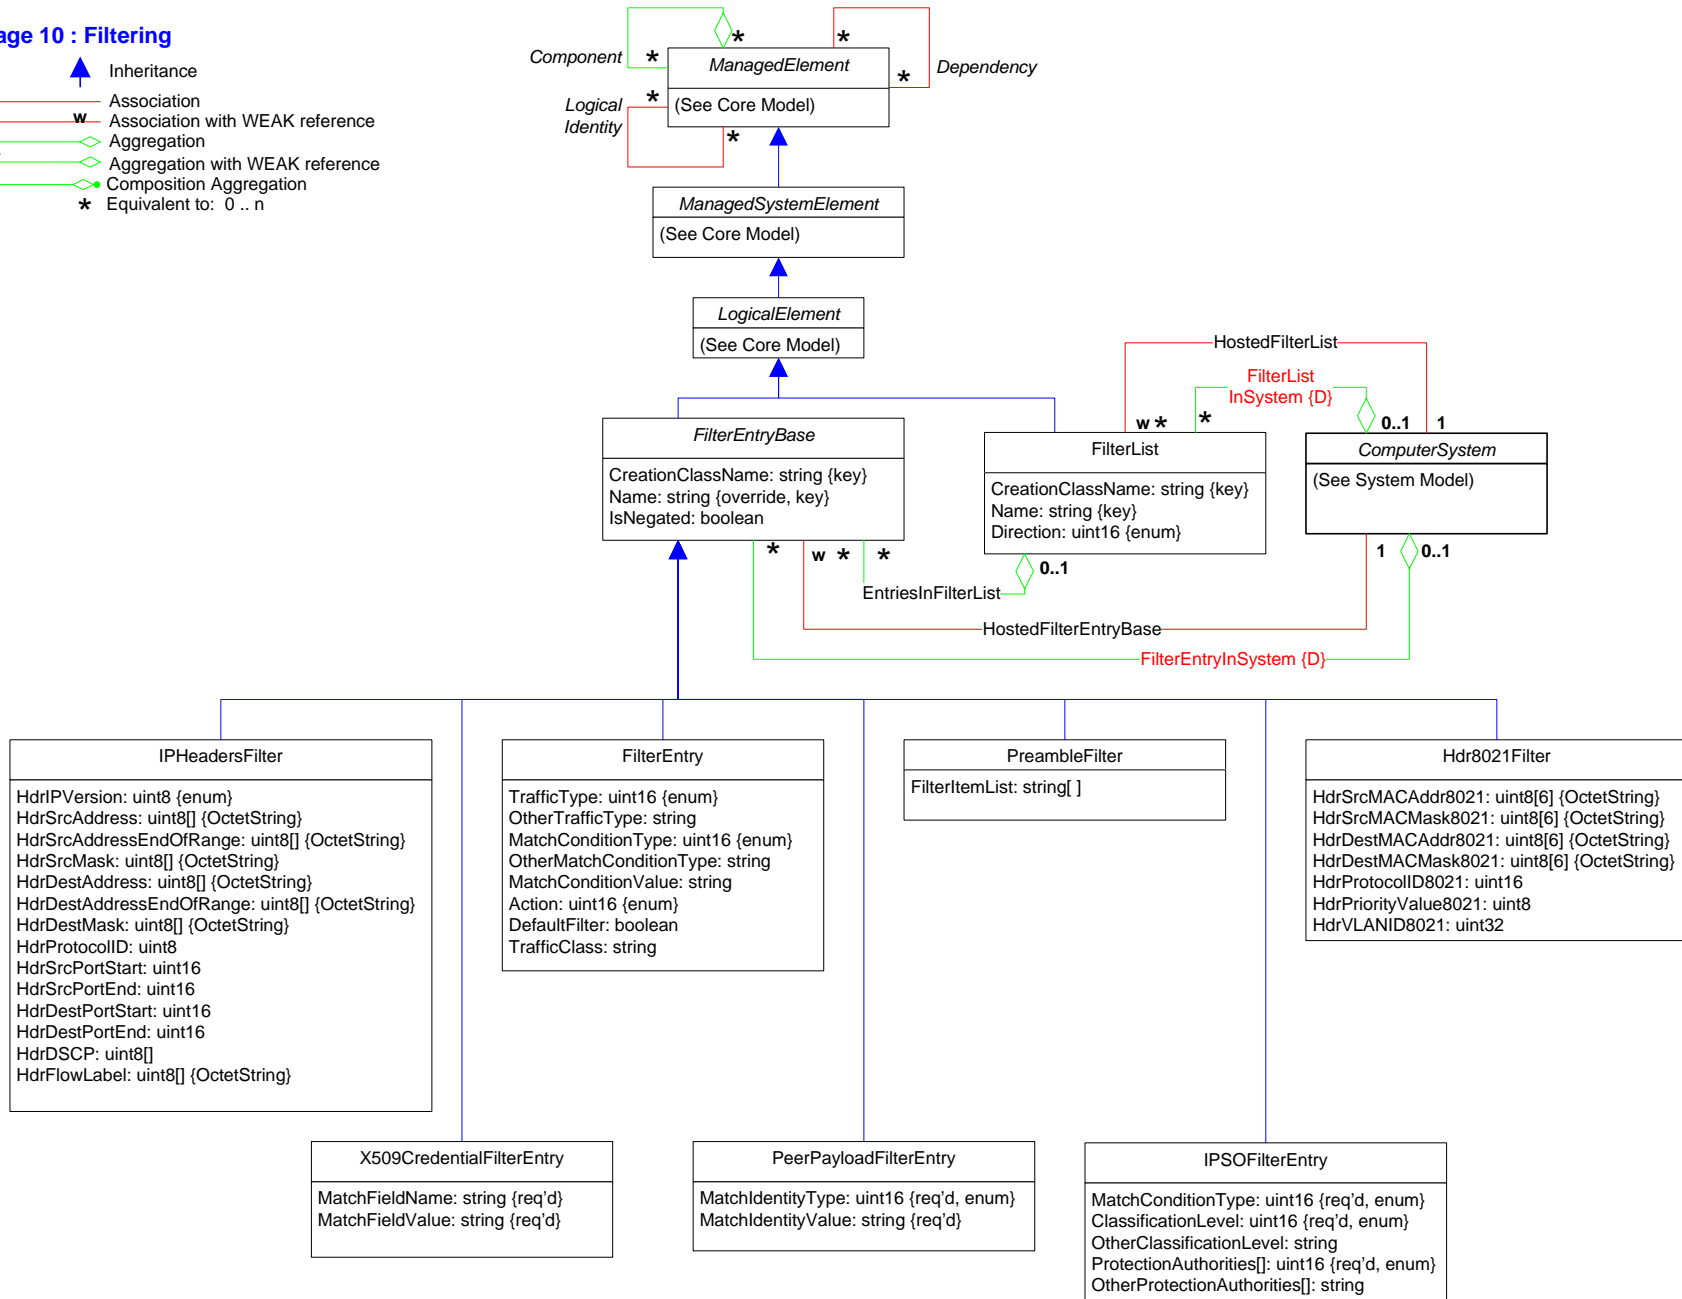 age 10 : Filtering
Inheritance
Association
w Association with WEAK reference
Aggregation
Aggregation with WEAK reference
Composition Aggregation
* Equivalent to: 0 .. n
Component
*
*
*
*
Dependency
Logical
Identity
*
*
ManagedElement
(See Core Model)
ManagedSystemElement
(See Core Model)
LogicalElement
(See Core Model)
HostedFilterList
FilterList
InSystem {D}
w *
*
0..1
1
FilterEntryBase
CreationClassName: string {key}
Name: string {override, key}
IsNegated: boolean
FilterList
CreationClassName: string {key}
Name: string {key}
Direction: uint16 {enum}
ComputerSystem
(See System Model)
*
w *
*
0..1
1
0..1
EntriesInFilterList
HostedFilterEntryBase
FilterEntryInSystem {D}
IPHeadersFilter
HdrIPVersion: uint8 {enum}
HdrSrcAddress: uint8[] {OctetString}
HdrSrcAddressEndOfRange: uint8[] {OctetString}
HdrSrcMask: uint8[] {OctetString}
HdrDestAddress: uint8[] {OctetString}
HdrDestAddressEndOfRange: uint8[] {OctetString}
HdrDestMask: uint8[] {OctetString}
HdrProtocolID: uint8
HdrSrcPortStart: uint16
HdrSrcPortEnd: uint16
HdrDestPortStart: uint16
HdrDestPortEnd: uint16
HdrDSCP: uint8[]
HdrFlowLabel: uint8[] {OctetString}
FilterEntry
TrafficType: uint16 {enum}
OtherTrafficType: string
MatchConditionType: uint16 {enum}
OtherMatchConditionType: string
MatchConditionValue: string
Action: uint16 {enum}
DefaultFilter: boolean
TrafficClass: string
PreambleFilter
FilterItemList: string[ ]
Hdr8021Filter
HdrSrcMACAddr8021: uint8[6] {OctetString}
HdrSrcMACMask8021: uint8[6] {OctetString}
HdrDestMACAddr8021: uint8[6] {OctetString}
HdrDestMACMask8021: uint8[6] {OctetString}
HdrProtocolID8021: uint16
HdrPriorityValue8021: uint8
HdrVLANID8021: uint32
X509CredentialFilterEntry
MatchFieldName: string {req’d}
MatchFieldValue: string {req’d}
PeerPayloadFilterEntry
MatchIdentityType: uint16 {req’d, enum}
MatchIdentityValue: string {req’d}
IPSOFilterEntry
MatchConditionType: uint16 {req’d, enum}
ClassificationLevel: uint16 {req’d, enum}
OtherClassificationLevel: string
ProtectionAuthorities[]: uint16 {req’d, enum}
OtherProtectionAuthorities[]: string